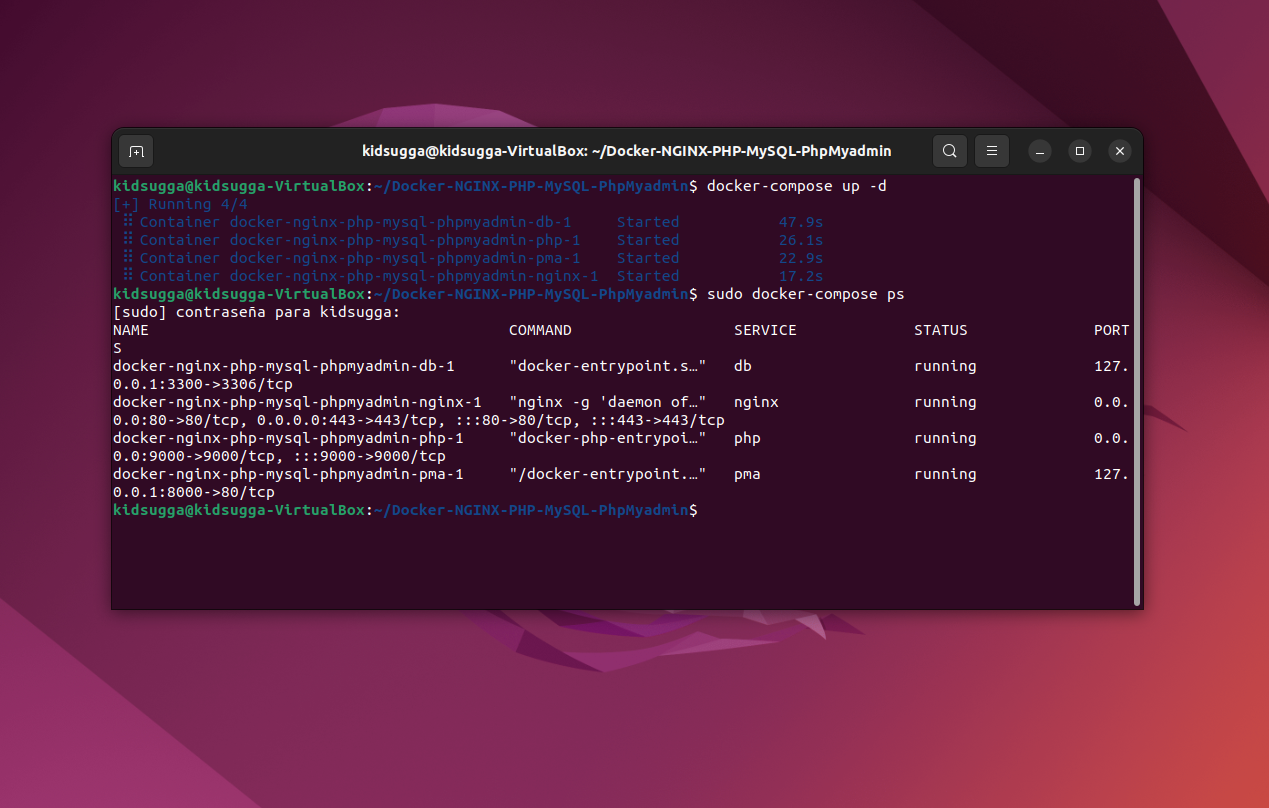 kidsugga@kidsugga-VirtualBox: ~/Docker-NGINX-PHP-MySQL-PhpMyadmin
kidsugga@kidsugga-VirtualBox:~/Docker-NGINX-PHP-MySQL-PhpMyadmin$ docker-compose up -d
[+] Running 4/4
⠿ Container docker-nginx-php-mysql-phpmyadmin-db-1     Started           47.9s
⠿ Container docker-nginx-php-mysql-phpmyadmin-php-1    Started           26.1s
⠿ Container docker-nginx-php-mysql-phpmyadmin-pma-1    Started           22.9s
⠿ Container docker-nginx-php-mysql-phpmyadmin-nginx-1  Started           17.2s
kidsugga@kidsugga-VirtualBox:~/Docker-NGINX-PHP-MySQL-PhpMyadmin$ sudo docker-compose ps
[sudo] contraseña para kidsugga:
NAME                                        COMMAND                  SERVICE             STATUS              PORT
S
docker-nginx-php-mysql-phpmyadmin-db-1      "docker-entrypoint.s…"   db                  running             127.
0.0.1:3300->3306/tcp
docker-nginx-php-mysql-phpmyadmin-nginx-1   "nginx -g 'daemon of…"   nginx               running             0.0.
0.0:80->80/tcp, 0.0.0.0:443->443/tcp, :::80->80/tcp, :::443->443/tcp
docker-nginx-php-mysql-phpmyadmin-php-1     "docker-php-entrypoi…"   php                 running             0.0.
0.0:9000->9000/tcp, :::9000->9000/tcp
docker-nginx-php-mysql-phpmyadmin-pma-1     "/docker-entrypoint.…"   pma                 running             127.
0.0.1:8000->80/tcp
kidsugga@kidsugga-VirtualBox:~/Docker-NGINX-PHP-MySQL-PhpMyadmin$